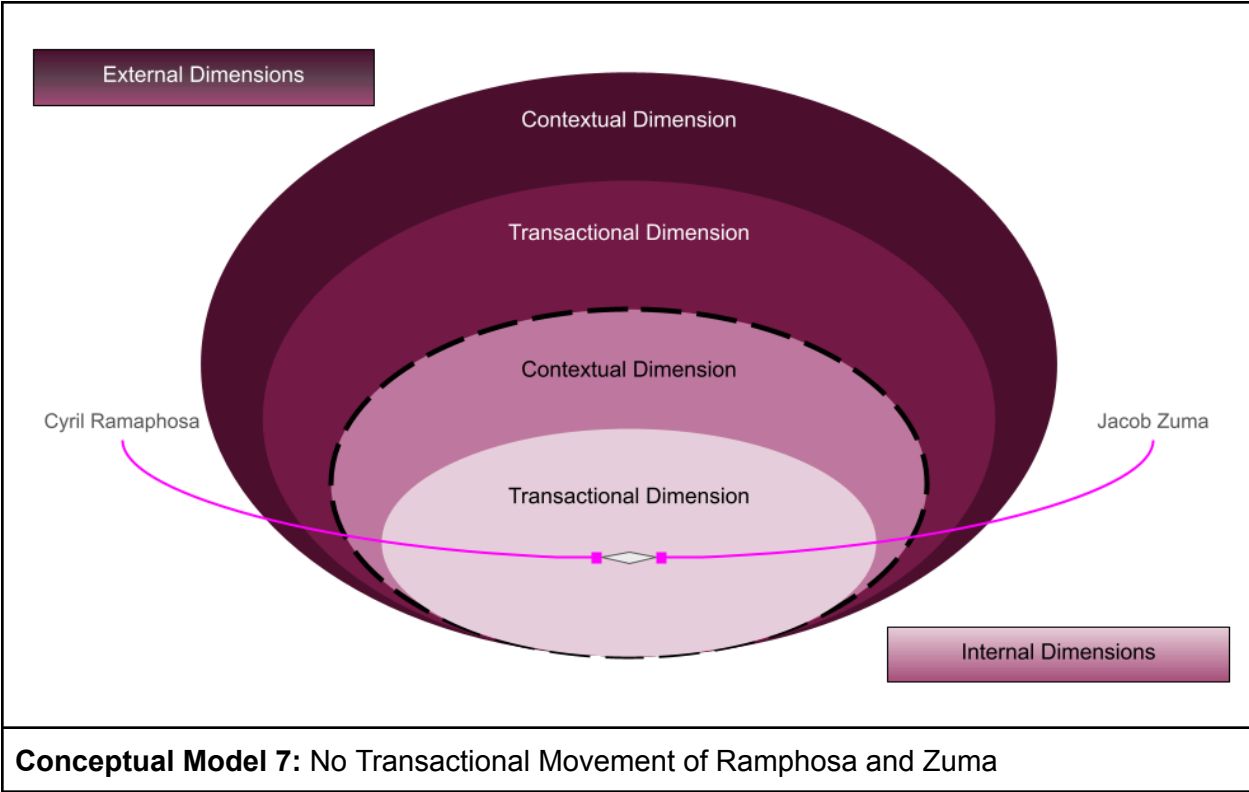 External Dimensions
Contextual Dimension
Transactional Dimension
Contextual Dimension
Cyril Ramaphosa
Jacob Zuma
Transactional Dimension
Internal Dimensions
Conceptual Model 7: No Transactional Movement of Ramphosa and Zuma